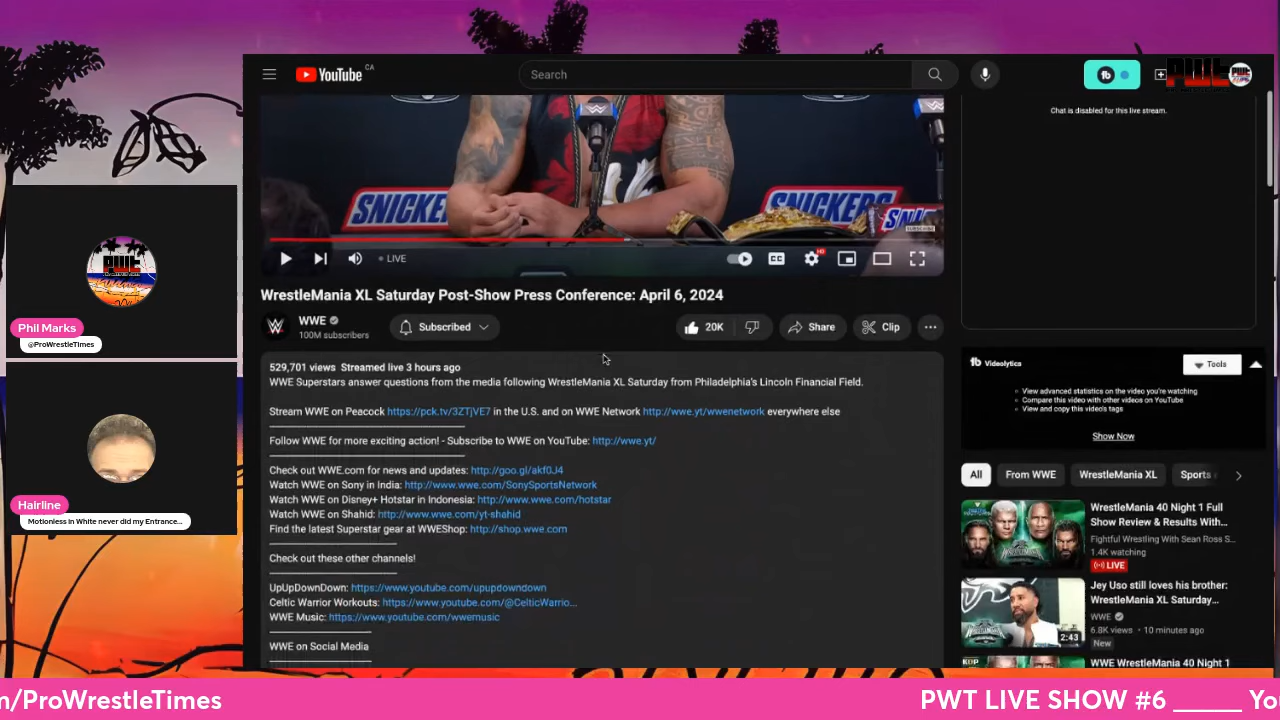 YouTube CA
Search
PWT
Chat is disabled for this live stream.
SNICKE
SNICKERS
SNI
LIVE
HD
WrestleMania XL Saturday Post-Show Press Conference: April 6, 2024
WWE
100M subscribers
Subscribed
20K
Share
Clip
529,701 views Streamed live 3 hours ago
WWE Superstars answer questions from the media following WrestleMania XL Saturday from Philadelphia's Lincoln Financial Field.
Stream WWE on Peacock https://pck.tv/3ZTjVE7 in the U.S. and on WWE Network http://wwe.yt/wwenetwork everywhere else
Follow WWE for more exciting action! - Subscribe to WWE on YouTube: http://wwe.yt/
Check out WWE.com for news and updates: http://goo.gl/akf0J4
Watch WWE on Sony in India: http://www.wwe.com/SonySportsNetwork
Watch WWE on Disney+ Hotstar in Indonesia: http://www.wwe.com/hotstar
Watch WWE on Shahid: http://www.wwe.com/yt-shahid
Find the latest Superstar gear at WWEShop: http://shop.wwe.com
Check out these other channels!
UpUpDownDown: https://www.youtube.com/upupdowndown
Celtic Warrior Workouts: https://www.youtube.com/@CelticWarrio...
WWE Music: https://www.youtube.com/wwemusic
WWE on Social Media
tb Videolytics
Tools
View advanced statistics on the video you're watching
Compare this video with other videos on YouTube
View and copy this video's tags
Show Now
All
From WWE
WrestleMania XL
Sports
WrestleMania 40 Night 1 Full
Show Review & Results With...
Fightful Wrestling With Sean Ross S...
1.4K watching
LIVE
Jey Uso still loves his brother:
WrestleMania XL Saturday...
WWE
6.8K views • 10 minutes ago
New
2:43
WWE WrestleMania 40 Night 1
PWT
Phil Marks
@ProWrestleTimes
Hairline
Motionless in White never did my Entrance...
m/ProWrestleTimes
PWT LIVE SHOW #6 _____ You